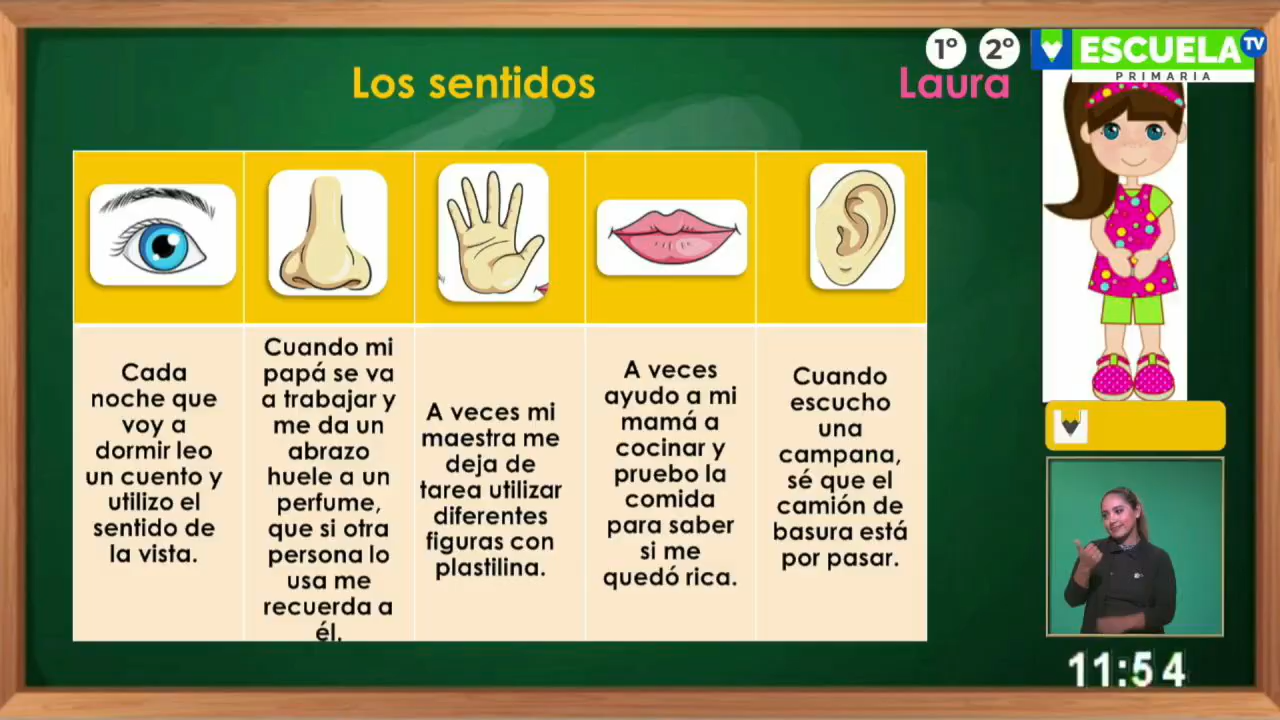 1º 2º ESCUELA TV
PRIMARIA
Los sentidos
Laura
Cada
noche que
voy a
dormir leo
un cuento y
utilizo el
sentido de
la vista.
Cuando mi
papá se va
a trabajar y
me da un
abrazo
huele a un
perfume,
que si otra
persona lo
usa me
recuerda a
él.
A veces mi
maestra me
deja de
tarea utilizar
diferentes
figuras con
plastilina.
A veces
ayudo a mi
mamá a
cocinar y
pruebo la
comida
para saber
si me
quedó rica.
Cuando
escucho
una
campana,
sé que el
camión de
basura está
por pasar.
11:54